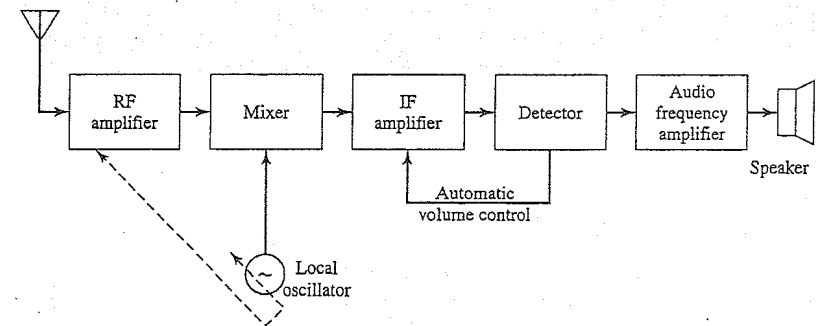 RF
amplifier
Mixer
IF
amplifier
Detector
Audio
frequency
amplifier
Speaker
Automatic
volume control
~
Local
oscillator